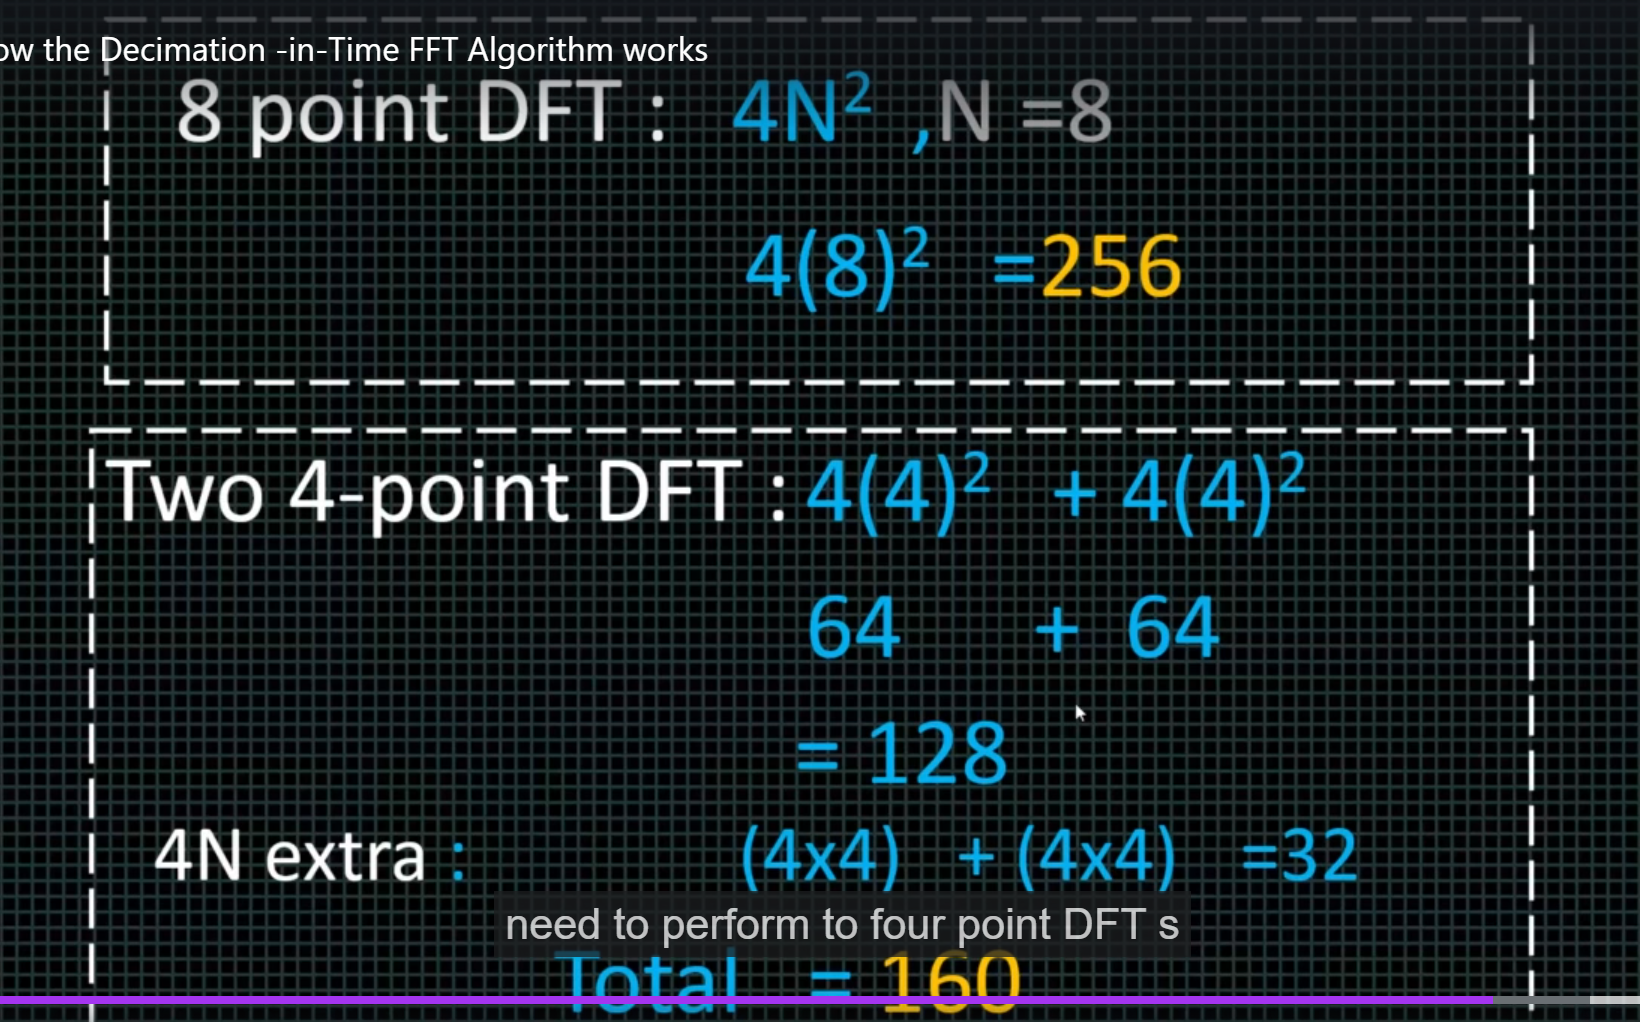 ow the Decimation -in-Time FFT Algorithm works
8 point DFT : 4N² ,N =8
4(8)² =256
Two 4-point DFT : 4(4)² + 4(4)²
64 + 64
= 128
4N extra : (4x4) + (4x4) =32
need to perform to four point DFT s
Total = 160